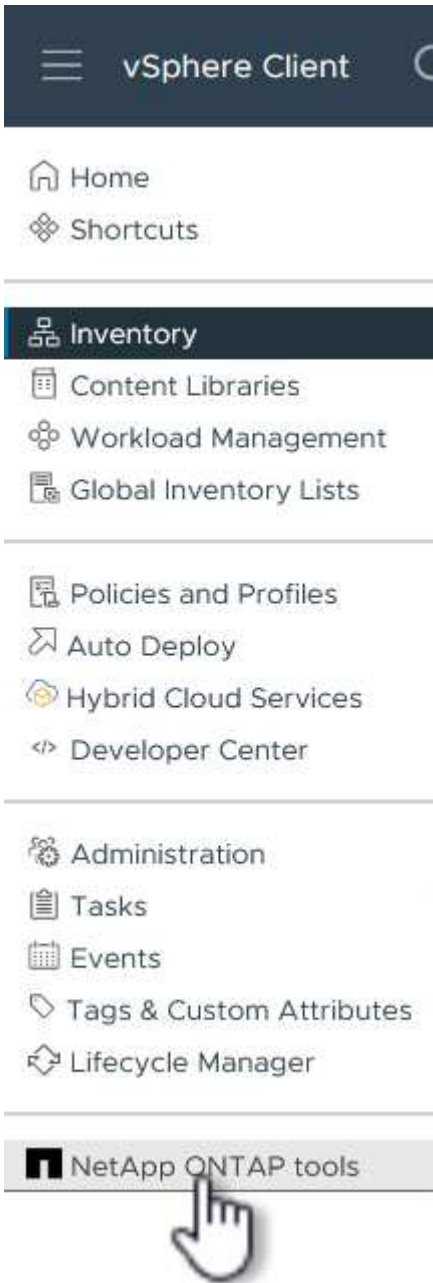 vSphere Client
Home
Shortcuts
Inventory
Content Libraries
Workload Management
Global Inventory Lists
Policies and Profiles
Auto Deploy
Hybrid Cloud Services
Developer Center
Administration
Tasks
Events
Tags & Custom Attributes
Lifecycle Manager
NetApp ONTAP tools